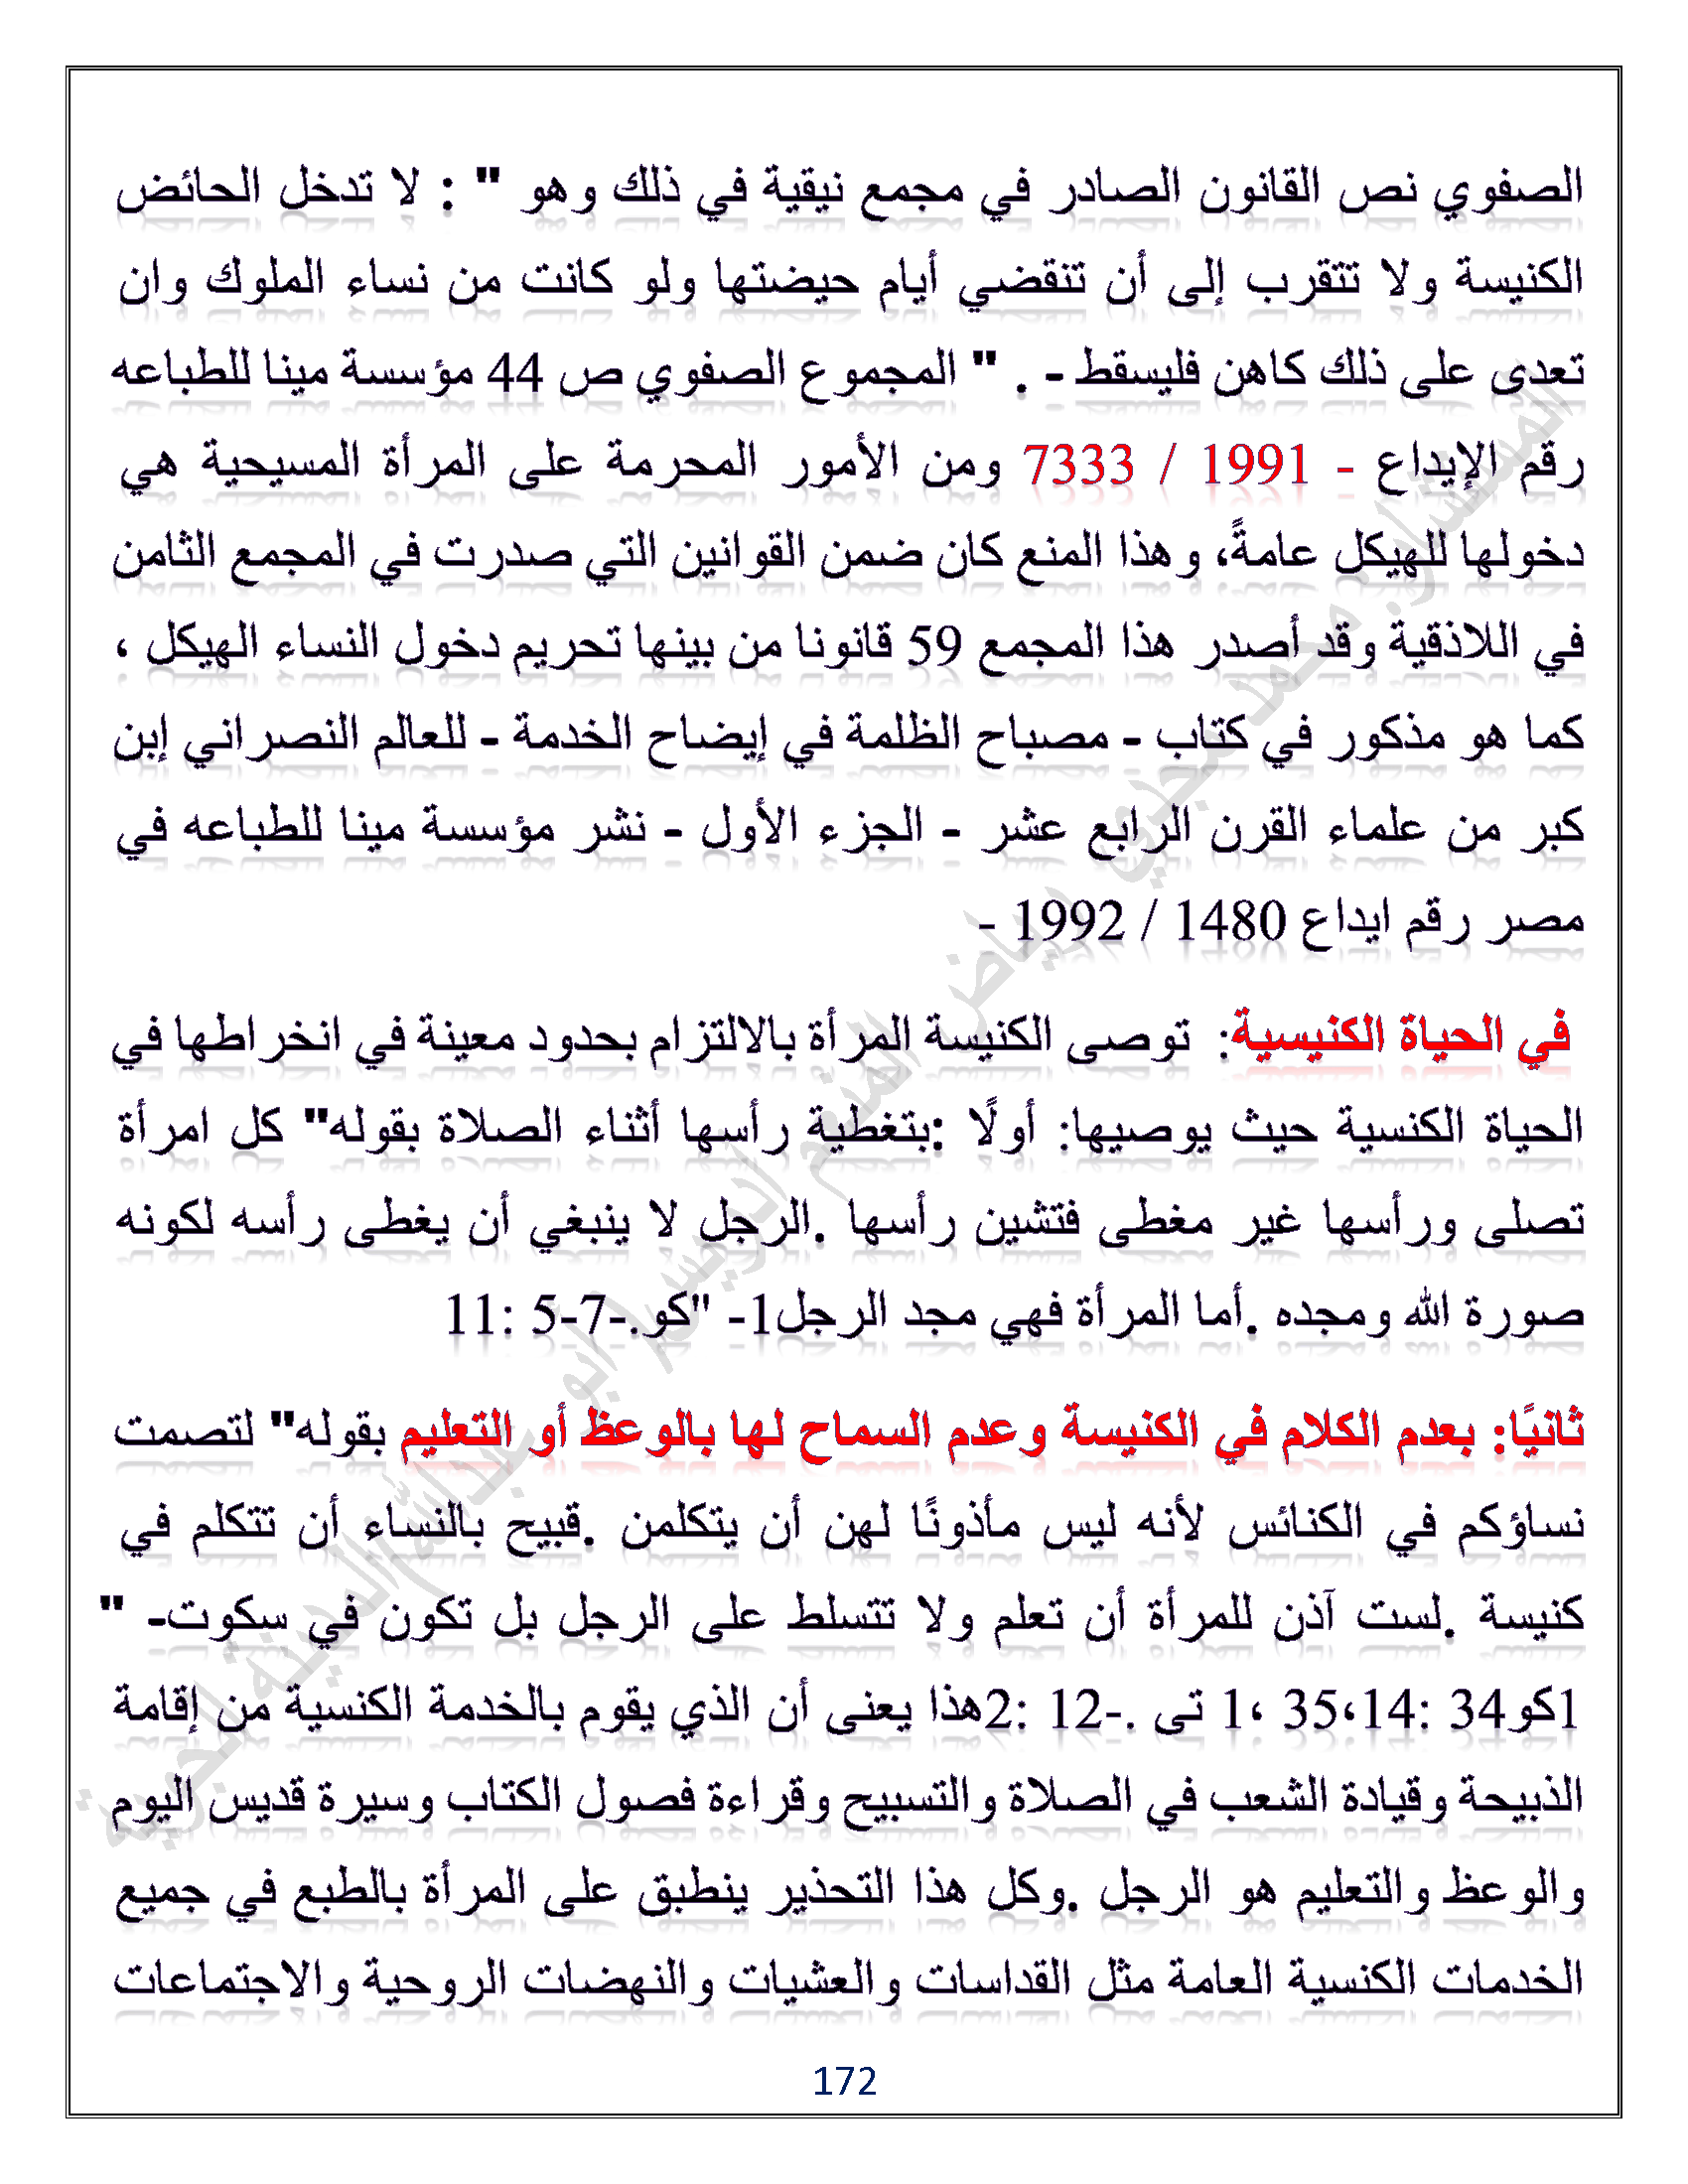 الصفوي نص القانون الصادر في مجمع نيقية في ذلك وهو " : لا تدخل الحائض
الكنيسة ولا تتقرب إلى أن تنقضي أيام حيضتها ولو كانت من نساء الملوك وان
تعدى على ذلك كاهن فليسقط - . " المجموع الصفوي ص 44 مؤسسة مينا للطباعه
رقم الإيداع - 1991 / 7333 ومن الأمور المحرمة على المرأة المسيحية هي
دخولها للهيكل عامةً، وهذا المنع كان ضمن القوانين التي صدرت في المجمع الثامن
في اللاذقية وقد أصدر هذا المجمع 59 قانونا من بينها تحريم دخول النساء الهيكل ،
كما هو مذكور في كتاب - مصباح الظلمة في إيضاح الخدمة - للعالم النصراني إبن
كبر من علماء القرن الرابع عشر - الجزء الأول - نشر مؤسسة مينا للطباعه في
مصر رقم ايداع 1480 / 1992 -
في الحياة الكنيسية: توصى الكنيسة المرأة بالالتزام بحدود معينة في انخراطها في
الحياة الكنسية حيث يوصيها: أولًا :بتغطية رأسها أثناء الصلاة بقوله" كل امرأة
تصلى ورأسها غير مغطى فتشين رأسها .الرجل لا ينبغي أن يغطى رأسه لكونه
صورة الله ومجده .أما المرأة فهي مجد الرجل1- "كو.-7-5 :11
ثانيًا: بعدم الكلام في الكنيسة وعدم السماح لها بالوعظ أو التعليم بقوله" لتصمت
نساؤكم في الكنائس لأنه ليس مأذونًا لهن أن يتكلمن .قبيح بالنساء أن تتكلم في
كنيسة .لست آذن للمرأة أن تعلم ولا تتسلط على الرجل بل تكون في سكوت- "
1كو34 :14،35 ،1 تى .-12 :2هذا يعنى أن الذي يقوم بالخدمة الكنسية من إقامة
الذبيحة وقيادة الشعب في الصلاة والتسبيح وقراءة فصول الكتاب وسيرة قديس اليوم
والوعظ والتعليم هو الرجل .وكل هذا التحذير ينطبق على المرأة بالطبع في جميع
الخدمات الكنسية العامة مثل القداسات والعشيات والنهضات الروحية والاجتماعات
172